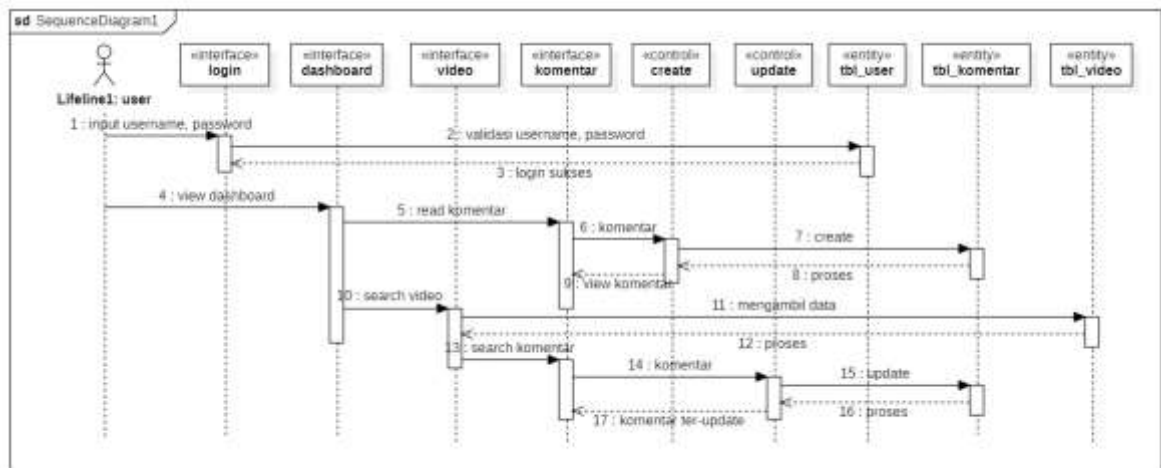 sd SequenceDiagram1
«interface»
login
«interface»
dashboard
«interface»
video
«interface»
komentar
«control»
create
«control»
update
«entity»
tbl_user
«entity»
tbl_komentar
«entity»
tbl_video
Lifeline1: user
1 : input username, password
2 : validasi username, password
3 : login sukses
4 : view dashboard
5 : read komentar
6 : komentar
7 : create
8 : proses
9 : view komentar
10 : search video
11 : mengambil data
12 : proses
13 : search komentar
14 : komentar
15 : update
16 : proses
17 : komentar ter-update